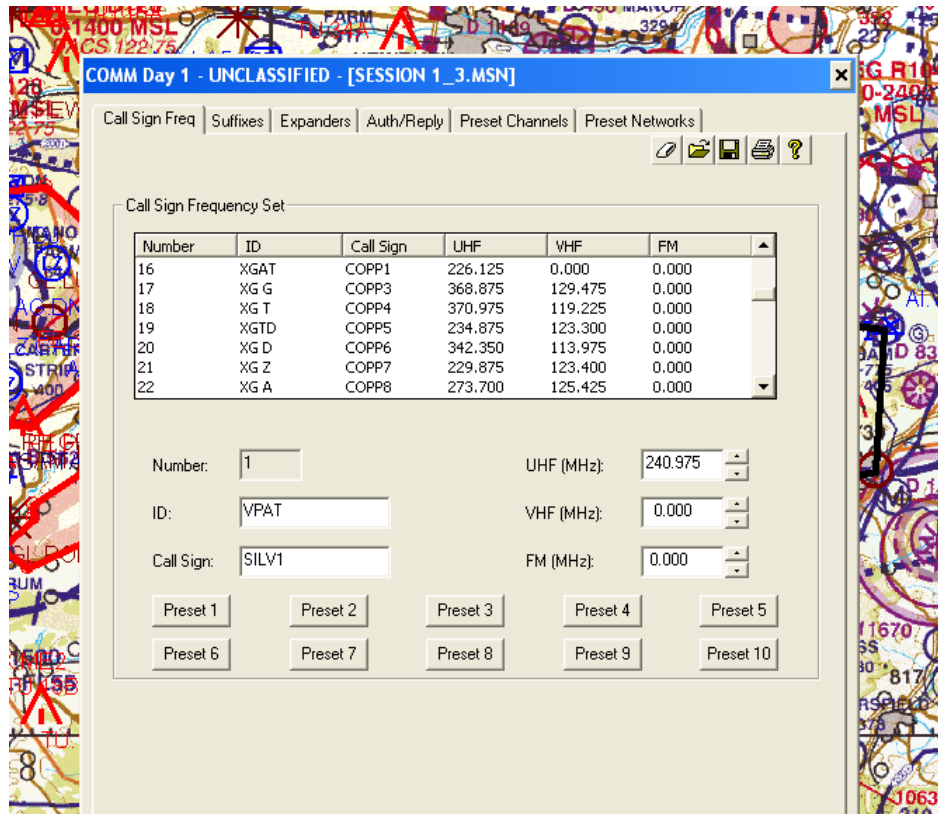 COMM Day 1 - UNCLASSIFIED - [SESSION 1_3.MSN]
Call Sign Freq Suffixes Expanders Auth/Reply Preset Channels Preset Networks
Call Sign Frequency Set
Number ID Call Sign UHF VHF FM
16 XGAT COPP1 226.125 0.000 0.000
17 XG G COPP3 368.875 129.475 0.000
18 XG T COPP4 370.975 119.225 0.000
19 XGTD COPP5 234.875 123.300 0.000
20 XG D COPP6 342.350 113.975 0.000
21 XG Z COPP7 229.875 123.400 0.000
22 XG A COPP8 273.700 125.425 0.000
Number: 1 UHF (MHz): 240.975
ID: VPAT VHF (MHz): 0.000
Call Sign: SILV1 FM (MHz): 0.000
Preset 1 Preset 2 Preset 3 Preset 4 Preset 5
Preset 6 Preset 7 Preset 8 Preset 9 Preset 10
FARM
MSL
STRIP
400
11670
817
1063